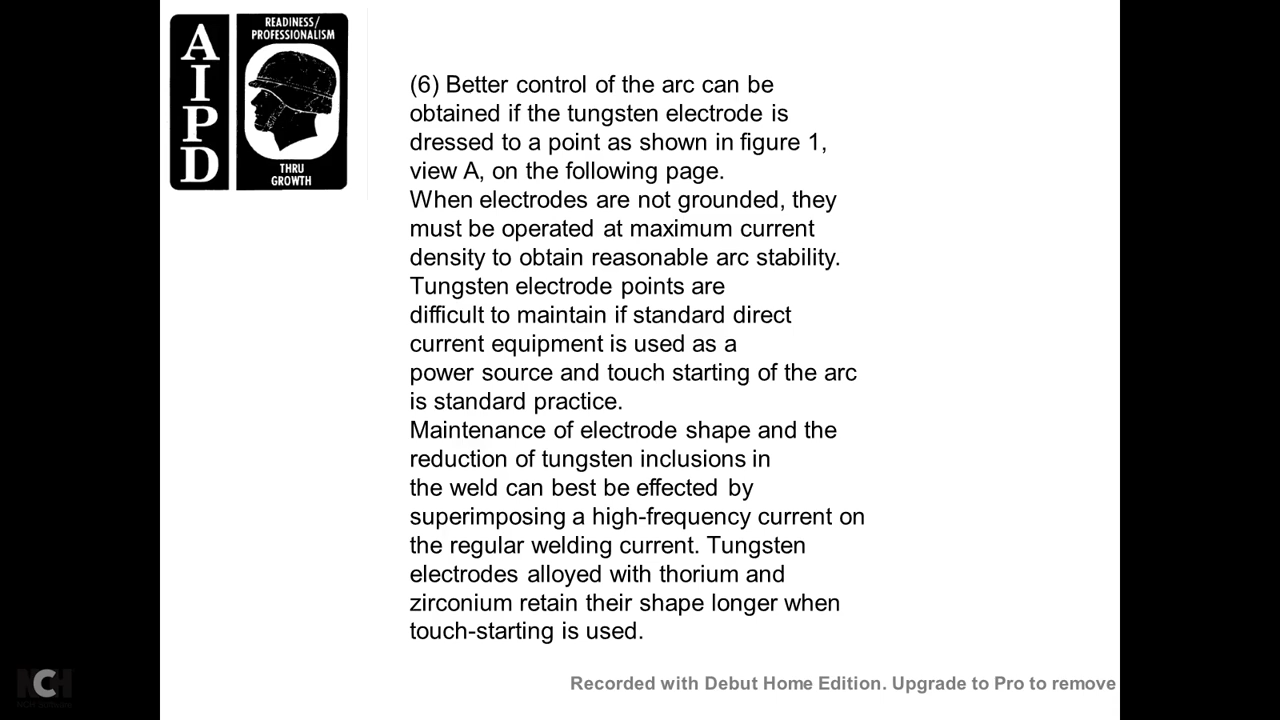 AIPD
READINESS/
PROFESSIONALISM
THRU
GROWTH
(6) Better control of the arc can be
obtained if the tungsten electrode is
dressed to a point as shown in figure 1,
view A, on the following page.
When electrodes are not grounded, they
must be operated at maximum current
density to obtain reasonable arc stability.
Tungsten electrode points are
difficult to maintain if standard direct
current equipment is used as a
power source and touch starting of the arc
is standard practice.
Maintenance of electrode shape and the
reduction of tungsten inclusions in
the weld can best be effected by
superimposing a high-frequency current on
the regular welding current. Tungsten
electrodes alloyed with thorium and
zirconium retain their shape longer when
touch-starting is used.
NCH
Recorded with Debut Home Edition. Upgrade to Pro to remove